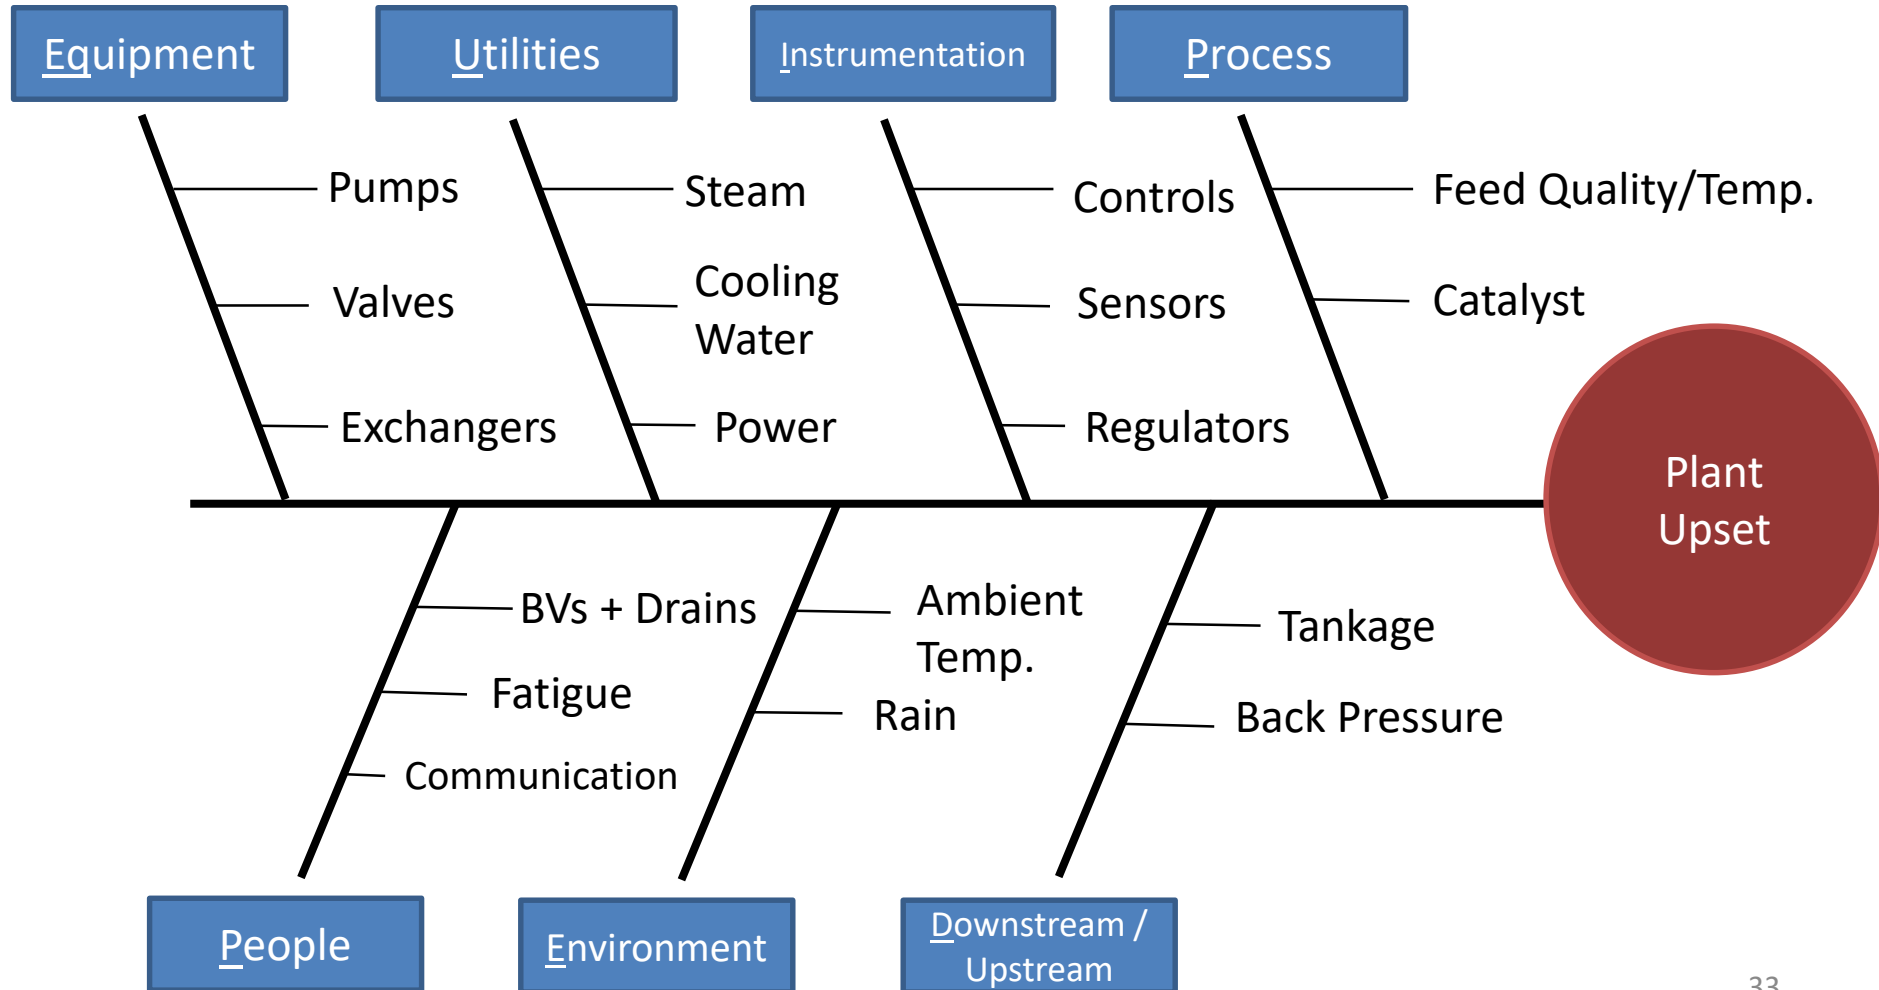 Equipment
Utilities
Instrumentation
Process
Pumps
Steam
Controls
Feed Quality/Temp.
Valves
Cooling
Water
Sensors
Catalyst
Exchangers
Power
Regulators
Plant
Upset
BVs + Drains
Ambient
Temp.
Tankage
Fatigue
Rain
Back Pressure
Communication
People
Environment
Downstream /
Upstream
33